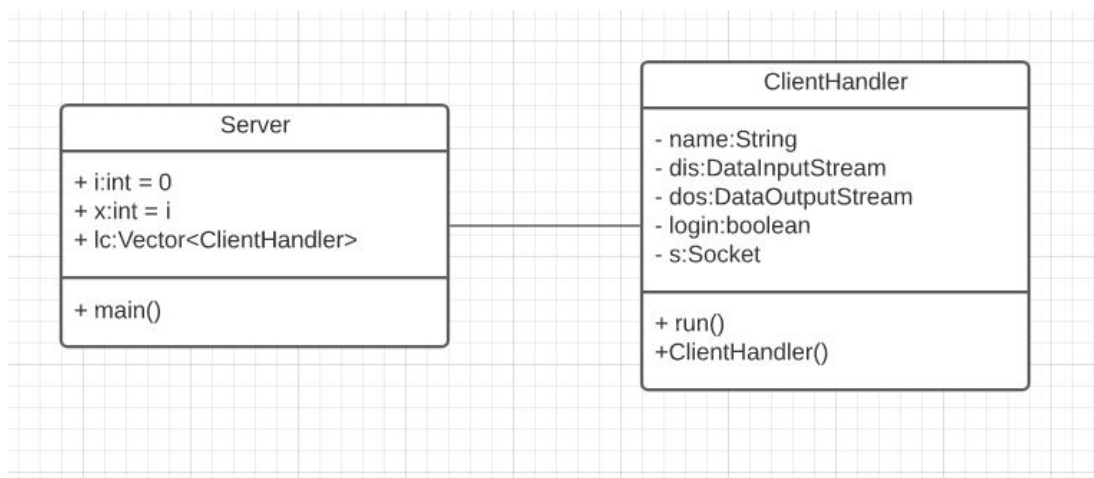 Server
+ i:int = 0
+ x:int = i
+ lc:Vector<ClientHandler>
+ main()
ClientHandler
- name:String
- dis:DataInputStream
- dos:DataOutputStream
- login:boolean
- s:Socket
+ run()
+ClientHandler()